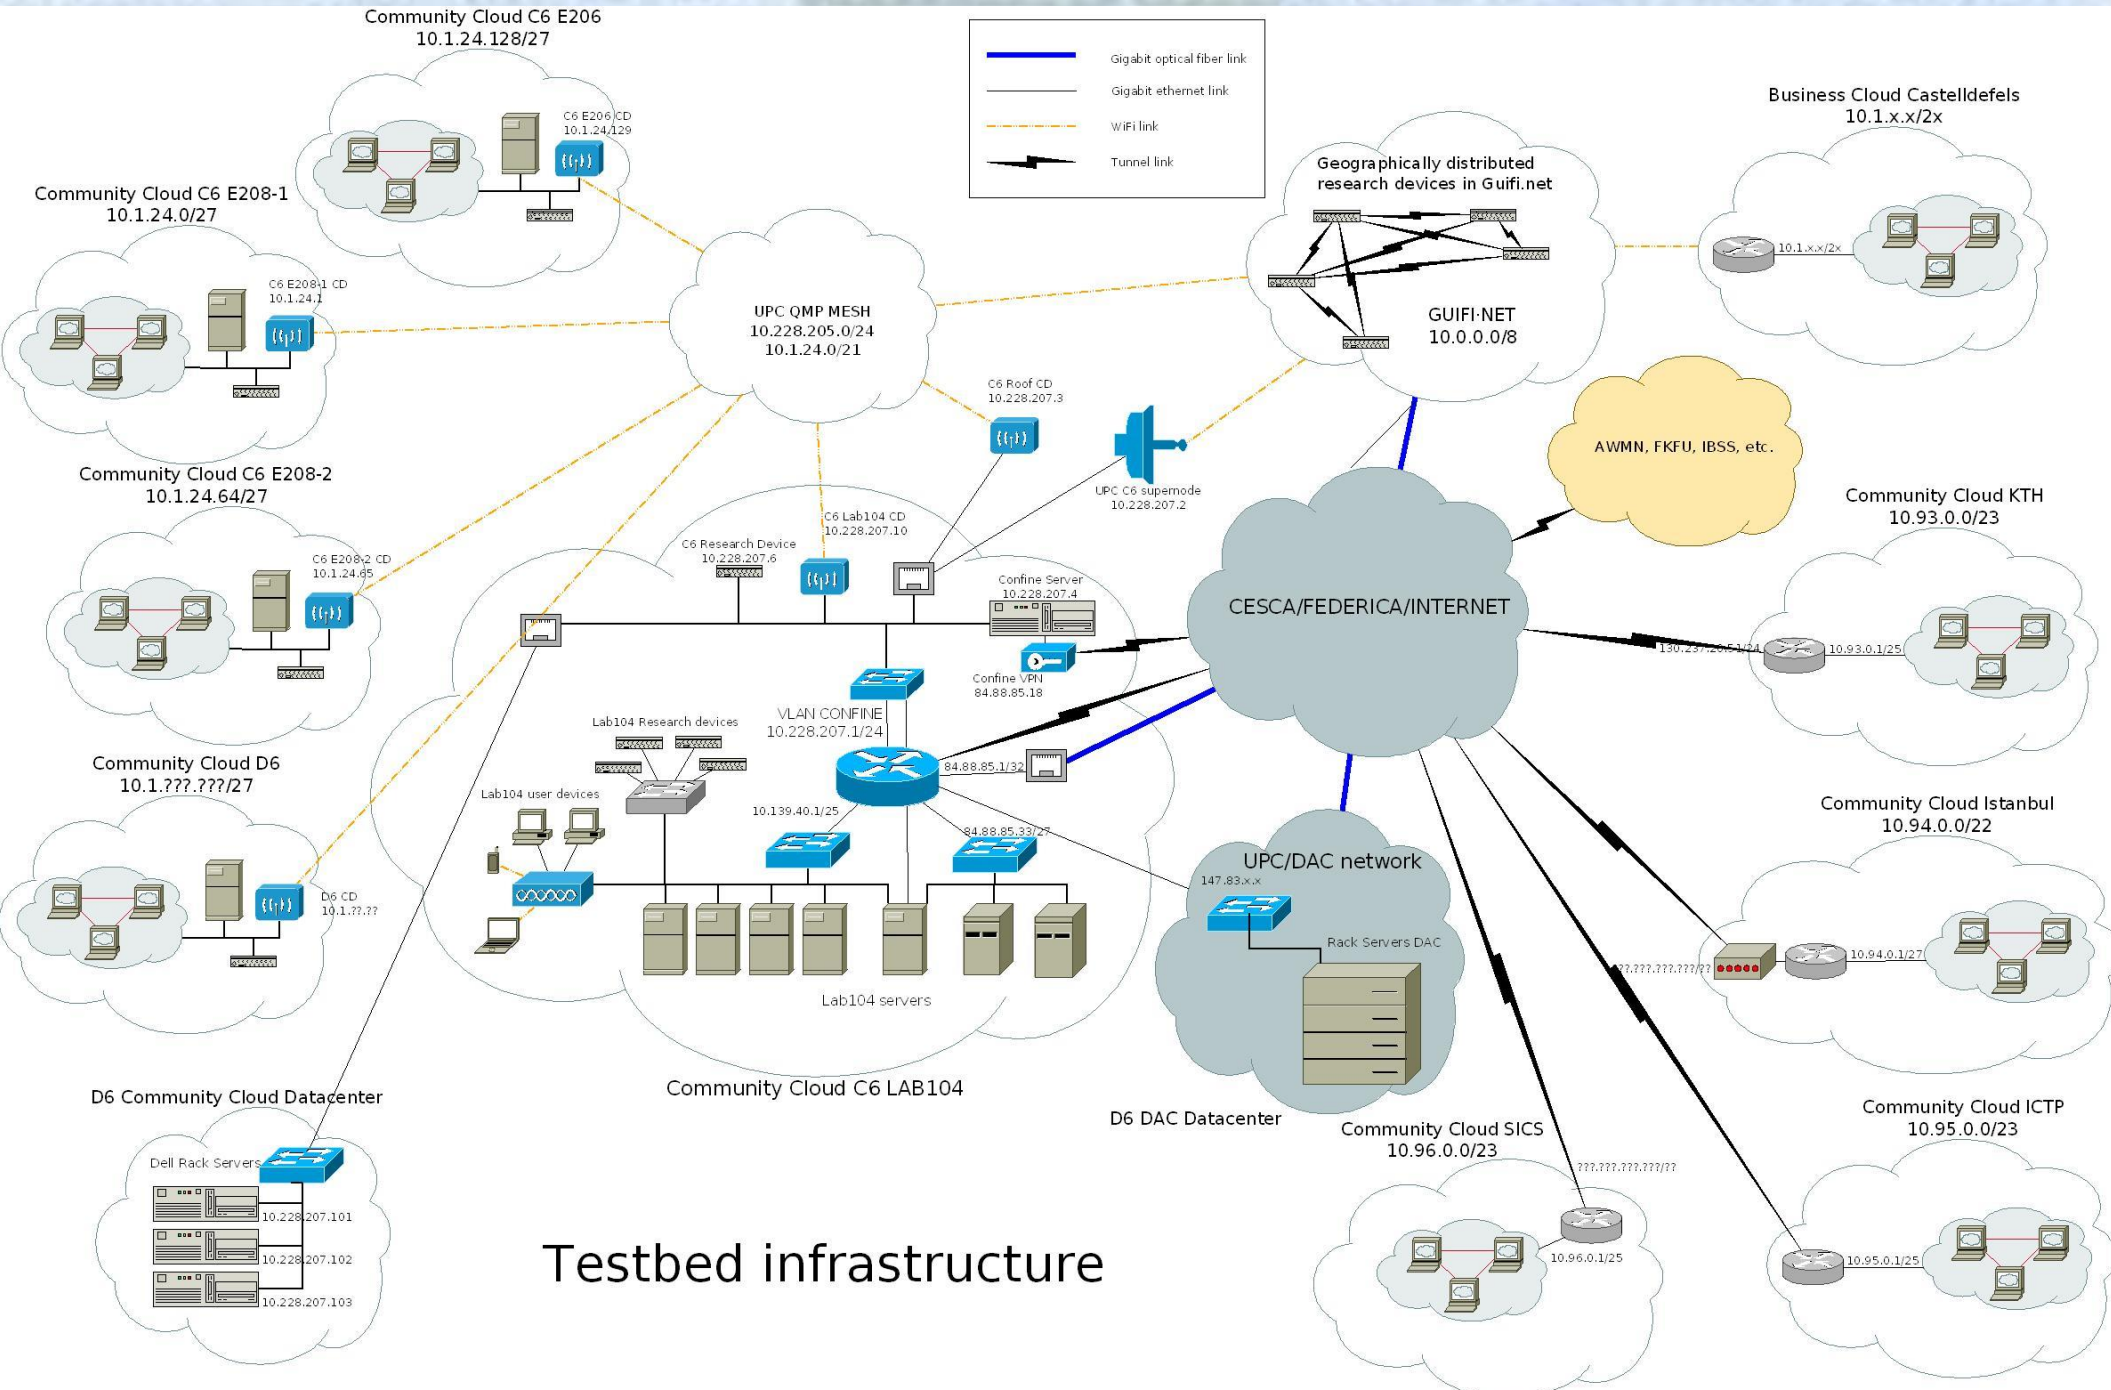 Community Cloud C6 E206
10.1.24.128/27
C6 E206 CD
10.1.24.129
Gigabit optical fiber link
Gigabit ethernet link
WiFi link
Tunnel link
Business Cloud Castelldefels
10.1.x.x/2x
10.1.x.x/2x
Geographically distributed
research devices in Guifi.net
GUIFI·NET
10.0.0.0/8
Community Cloud C6 E208-1
10.1.24.0/27
C6 E208-1 CD
10.1.24.1
UPC QMP MESH
10.228.205.0/24
10.1.24.0/21
C6 Roof CD
10.228.207.3
UPC C6 supernode
10.228.207.2
AWMN, FKFU, IBSS, etc.
Community Cloud C6 E208-2
10.1.24.64/27
C6 E208-2 CD
10.1.24.65
C6 Research Device
10.228.207.6
C6 Lab104 CD
10.228.207.10
Confine Server
10.228.207.4
Confine VPN
84.88.85.18
CESCA/FEDERICA/INTERNET
Community Cloud KTH
10.93.0.0/23
10.93.0.1/25
VLAN CONFINE
10.228.207.1/24
Lab104 Research devices
Lab104 user devices
84.88.85.1/32
10.139.40.1/25
84.88.85.33/27
Lab104 servers
Community Cloud C6 LAB104
Community Cloud D6
10.1.???.???/27
D6 CD
10.1.??.??
UPC/DAC network
147.83.x.x
Rack Servers DAC
D6 DAC Datacenter
Community Cloud Istanbul
10.94.0.0/22
10.94.0.1/27
D6 Community Cloud Datacenter
Dell Rack Servers
10.228.207.101
10.228.207.102
10.228.207.103
Testbed infrastructure
Community Cloud SICS
10.96.0.0/23
???.???.???.???/??
10.96.0.1/25
Community Cloud ICTP
10.95.0.0/23
10.95.0.1/25